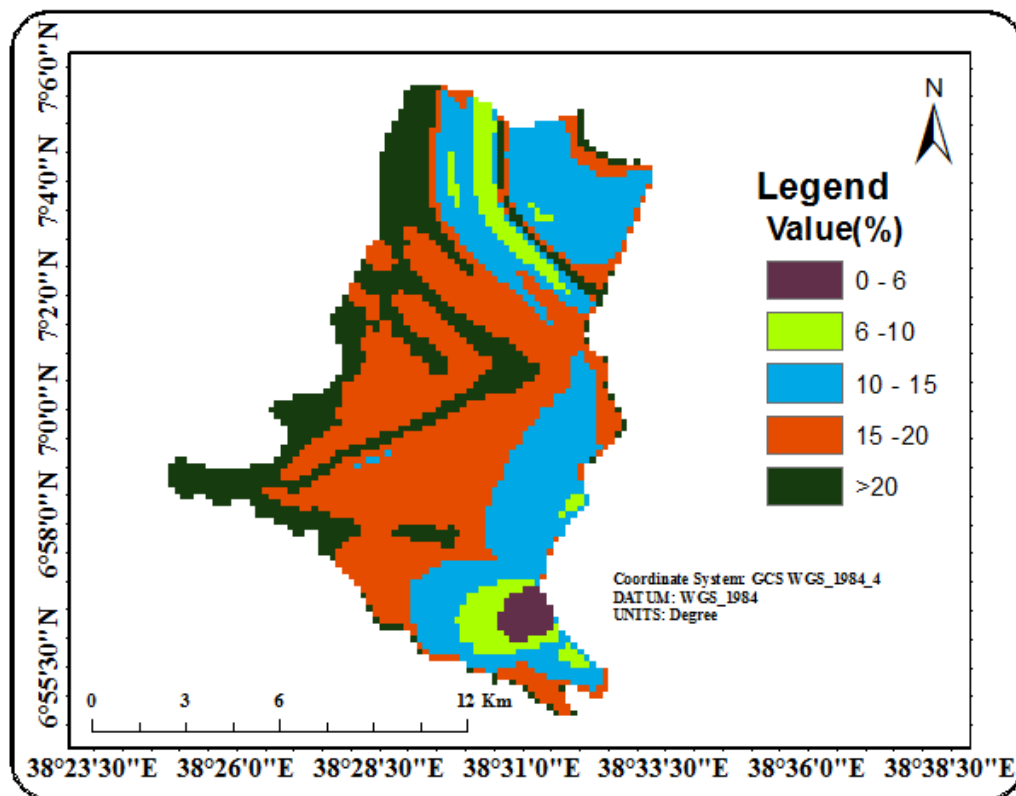 7°6'0''N
7°4'0''N
7°2'0''N
7°0'0''N
6°58'0''N
6°55'30''N
N
Legend
Value(%)
0 - 6
6 -10
10 - 15
15 -20
>20
Coordinate System: GCS WGS_1984_4
DATUM: WGS_1984
UNITS: Degree
0 3 6 12 Km
38°23'30"E 38°26'0"E 38°28'30"E 38°31'0"E 38°33'30"E 38°36'0"E 38°38'30"E